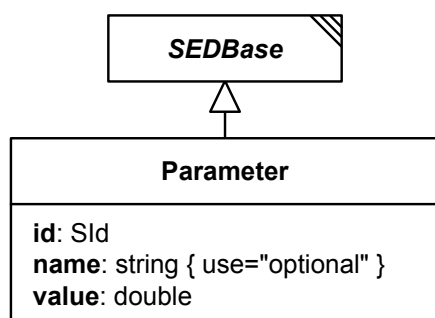 SEDBase
Parameter
id: SId
name: string { use="optional" }
value: double